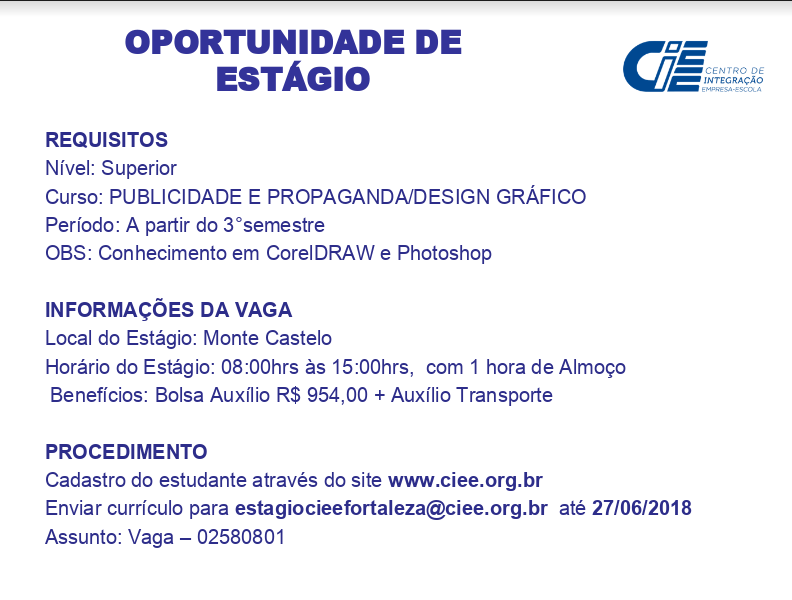 OPORTUNIDADE DE
ESTÁGIO
CIEE
CENTRO DE
INTEGRAÇÃO
EMPRESA-ESCOLA
REQUISITOS
Nível: Superior
Curso: PUBLICIDADE E PROPAGANDA/DESIGN GRÁFICO
Período: A partir do 3°semestre
OBS: Conhecimento em CorelDRAW e Photoshop
INFORMAÇÕES DA VAGA
Local do Estágio: Monte Castelo
Horário do Estágio: 08:00hrs às 15:00hrs,  com 1 hora de Almoço
Benefícios: Bolsa Auxílio R$ 954,00 + Auxílio Transporte
PROCEDIMENTO
Cadastro do estudante através do site www.ciee.org.br
Enviar currículo para estagiocieefortaleza@ciee.org.br  até 27/06/2018
Assunto: Vaga – 02580801